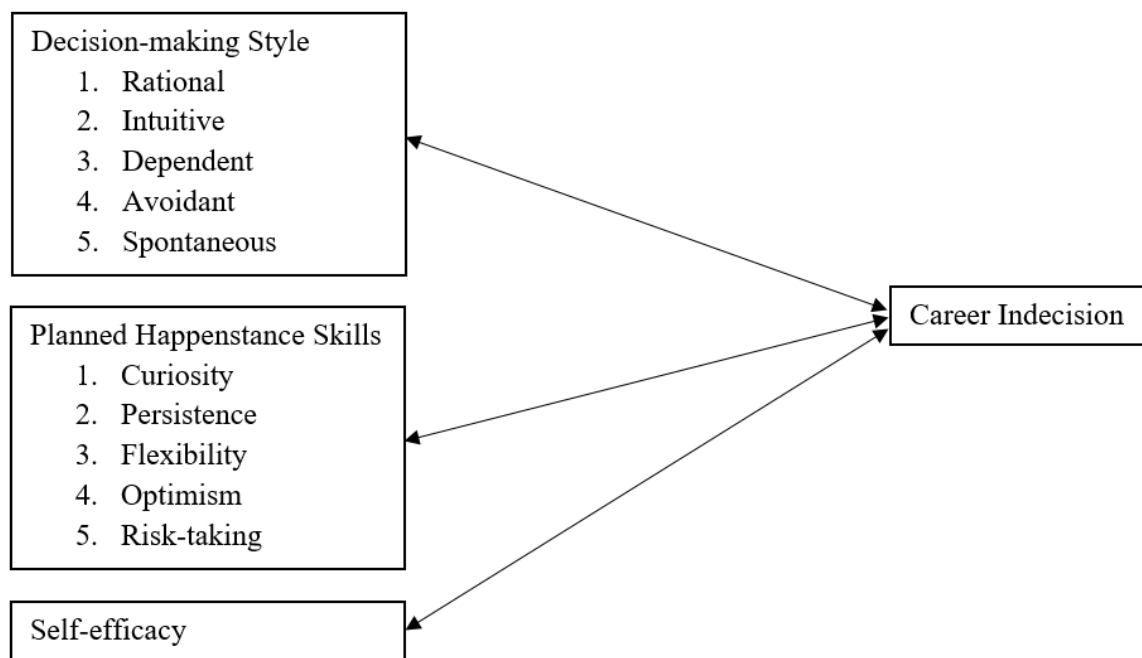 Decision-making Style
1. Rational
2. Intuitive
3. Dependent
4. Avoidant
5. Spontaneous
Planned Happenstance Skills
1. Curiosity
2. Persistence
3. Flexibility
4. Optimism
5. Risk-taking
Self-efficacy
Career Indecision